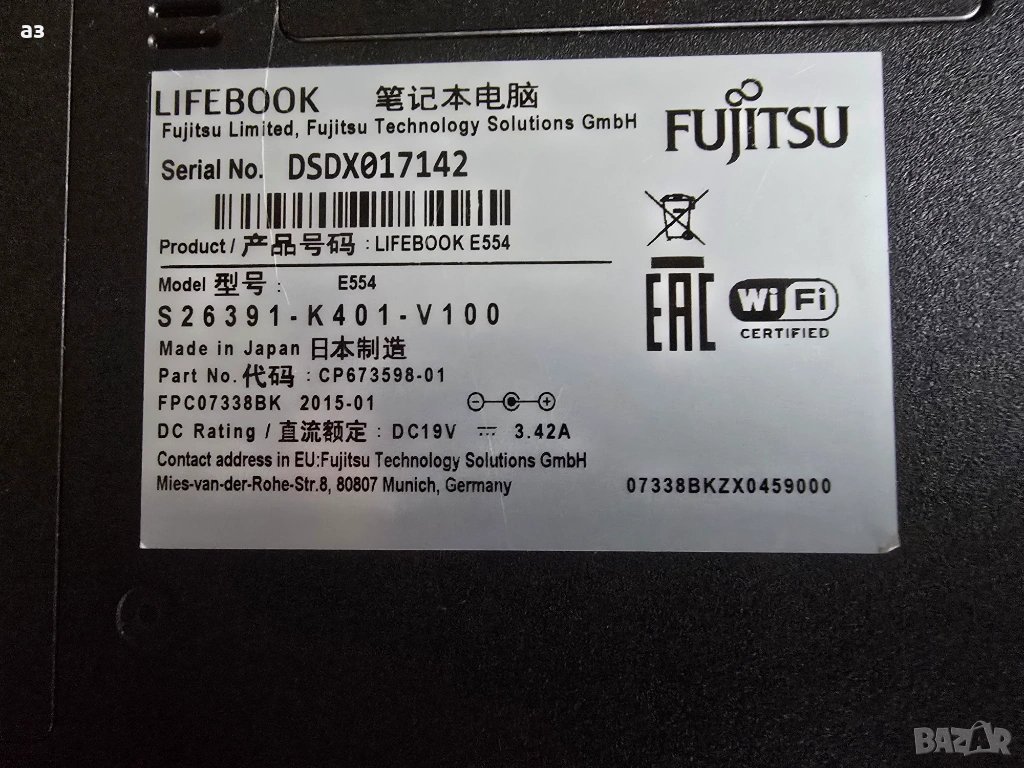 аз
LIFEBOOK 笔记本电脑
Fujitsu Limited, Fujitsu Technology Solutions GmbH
FUJITSU
Serial No. DSDX017142
Product / 产品号码 : LIFEBOOK E554
Model 型号 : E554
S26391-K401-V100
EAC
Wi Fi
CERTIFIED
Made in Japan 日本制造
Part No. 代码 : CP673598-01
FPC07338BK 2015-01
DC Rating / 直流额定 : DC19V ⎓ 3.42A
Contact address in EU:Fujitsu Technology Solutions GmbH
Mies-van-der-Rohe-Str.8, 80807 Munich, Germany
07338BKZX0459000
BAZAR